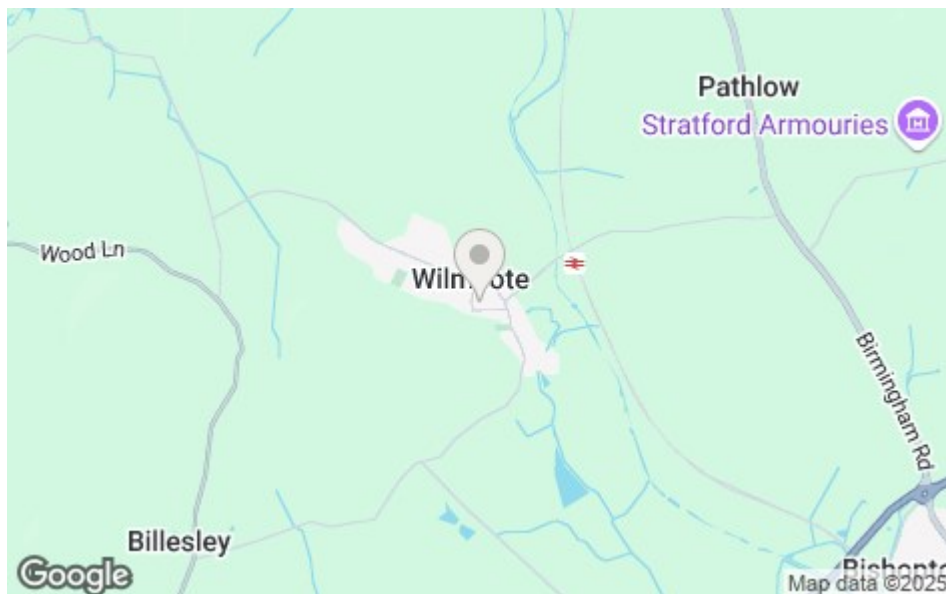 Pathlow
Stratford Armouries
Wood Ln
Birmingham Rd
Billesley
Google
Map data ©2025